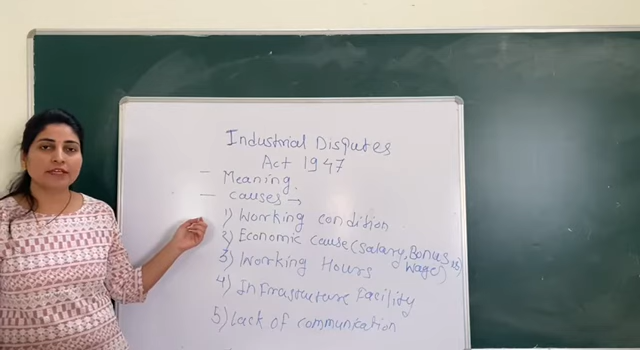 Industrial Disputes
Act 1947
— Meaning.
— causes →
1) Working condition
2) Economic cause (salary, Bonus,
wage)
3) Working Hours
4) Infrasructure Facility
5) Lack of communication